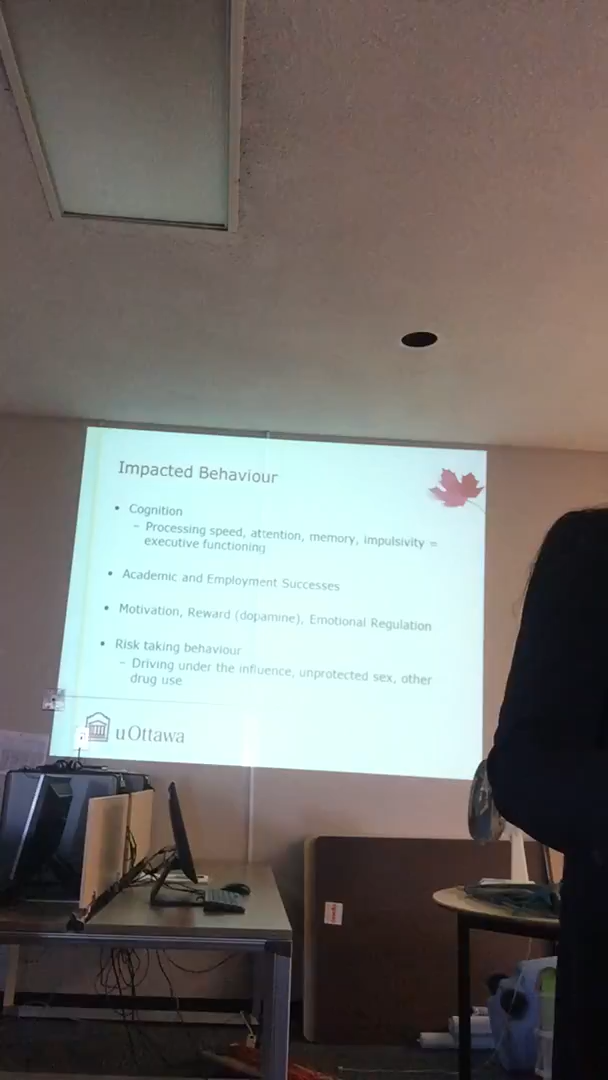 Impacted Behaviour
• Cognition
– Processing speed, attention, memory, impulsivity =
executive functioning
• Academic and Employment Successes
• Motivation, Reward (dopamine), Emotional Regulation
• Risk taking behaviour
– Driving under the influence, unprotected sex, other
drug use
uOttawa